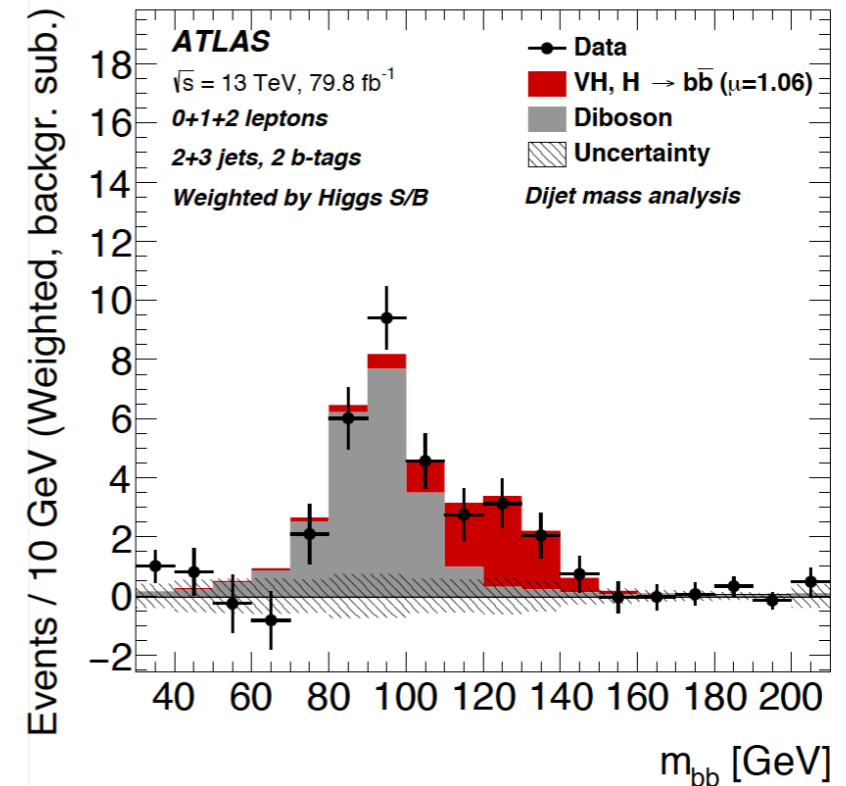 ATLAS
√s = 13 TeV, 79.8 fb⁻¹
0+1+2 leptons
2+3 jets, 2 b-tags
Weighted by Higgs S/B
Data
VH, H → bb̅ (μ=1.06)
Diboson
Uncertainty
Dijet mass analysis
Events / 10 GeV (Weighted, backgr. sub.)
18
16
14
12
10
8
6
4
2
0
−2
40 60 80 100 120 140 160 180 200
m_bb [GeV]